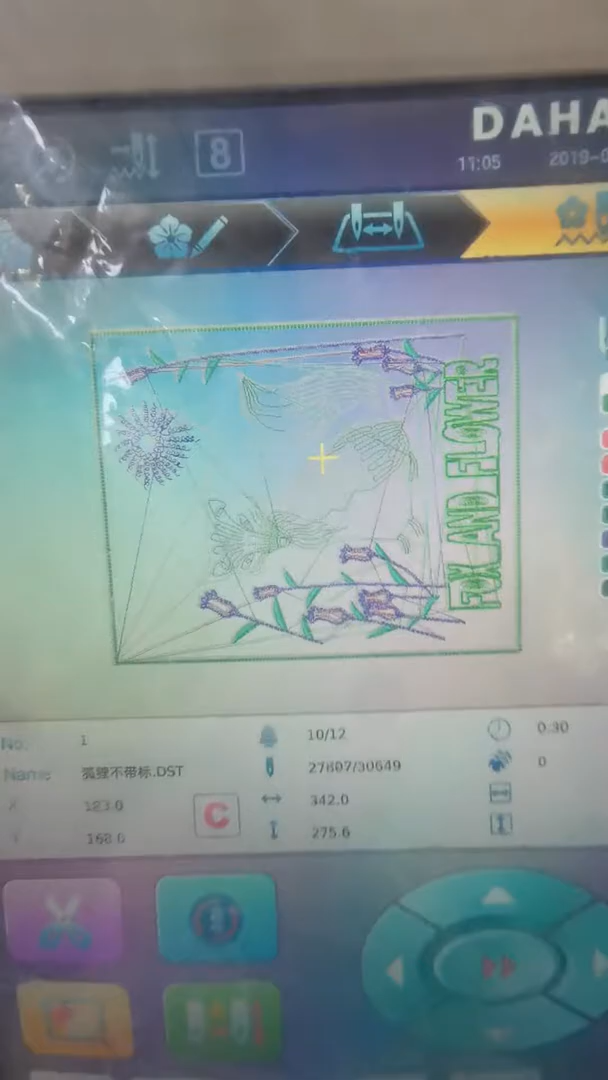 DAHA
8
11:05
2019-0
FOX AND FLOWER
No: 1
10/12
0:30
Name 狐狸不带标.DST
27807/30649
0
X 123.0
C
342.0
Y 168.0
275.6